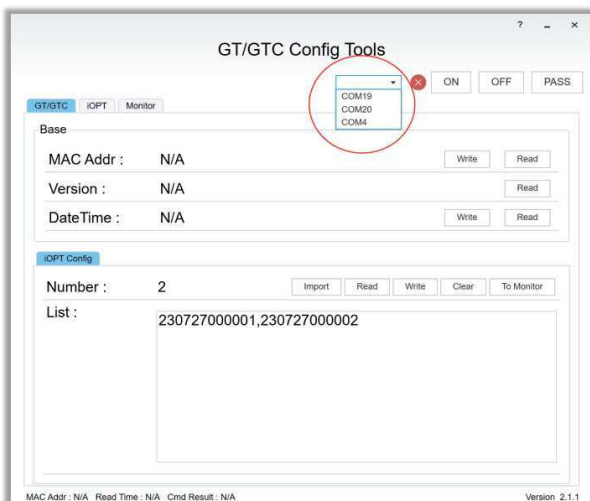 ? – ×
GT/GTC Config Tools
ON OFF PASS
COM19
COM20
COM4
GT/GTC iOPT Monitor
Base
MAC Addr : N/A Write Read
Version : N/A Read
DateTime : N/A Write Read
iOPT Config
Number : 2 Import Read Write Clear To Monitor
List :
230727000001,230727000002
MAC Addr : N/A Read Time : N/A Cmd Result : N/A Version 2.1.1